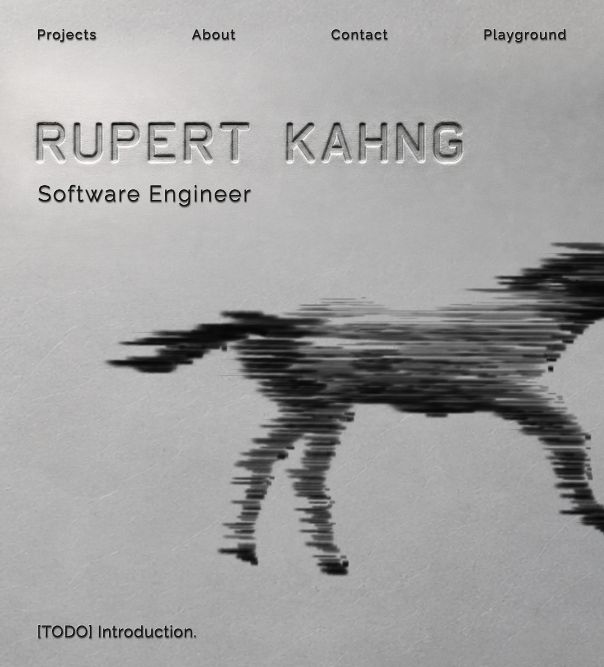 Projects About Contact Playground
RUPERT KAHNG
Software Engineer
[TODO] Introduction.